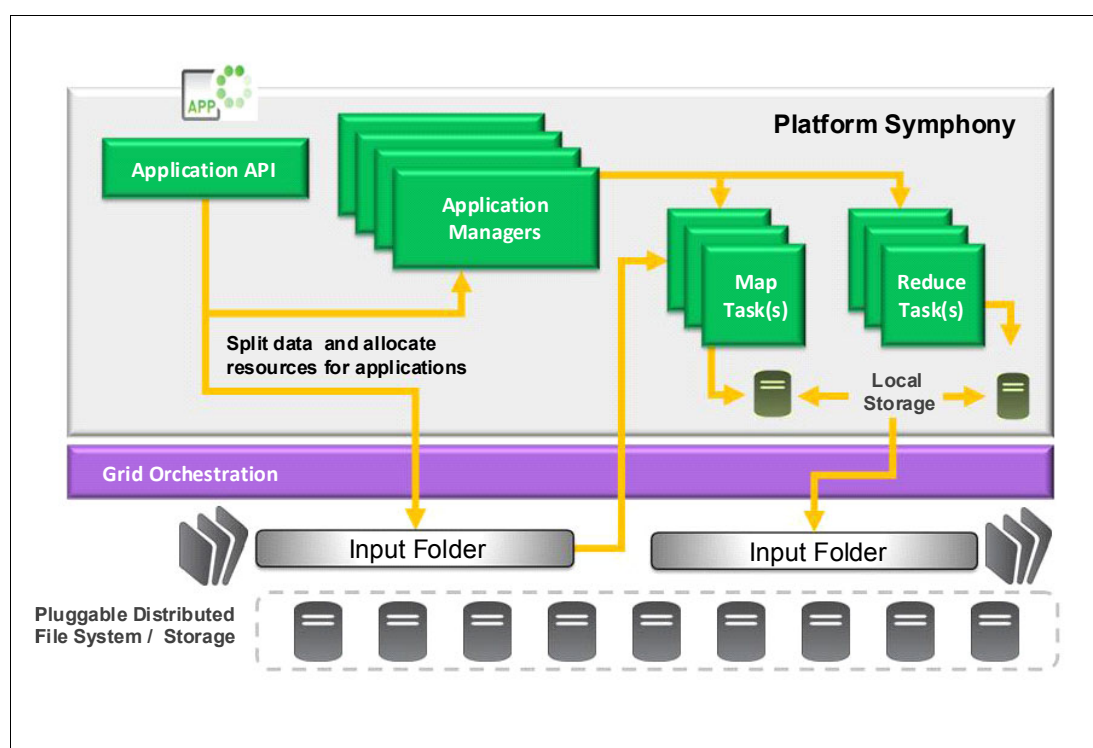 APP
Platform Symphony
Application API
Application
Managers
Map
Task(s)
Reduce
Task(s)
Split data and allocate
resources for applications
Local
Storage
Grid Orchestration
Input Folder
Input Folder
Pluggable Distributed
File System / Storage